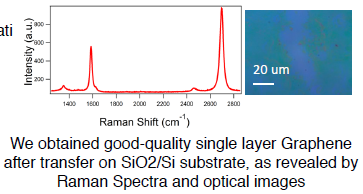 ati
Intensity (a.u.)
800
600
400
200
1400 1600 1800 2000 2200 2400 2600 2800
Raman Shift (cm-1)
20 um
We obtained good-quality single layer Graphene
after transfer on SiO2/Si substrate, as revealed by
Raman Spectra and optical images